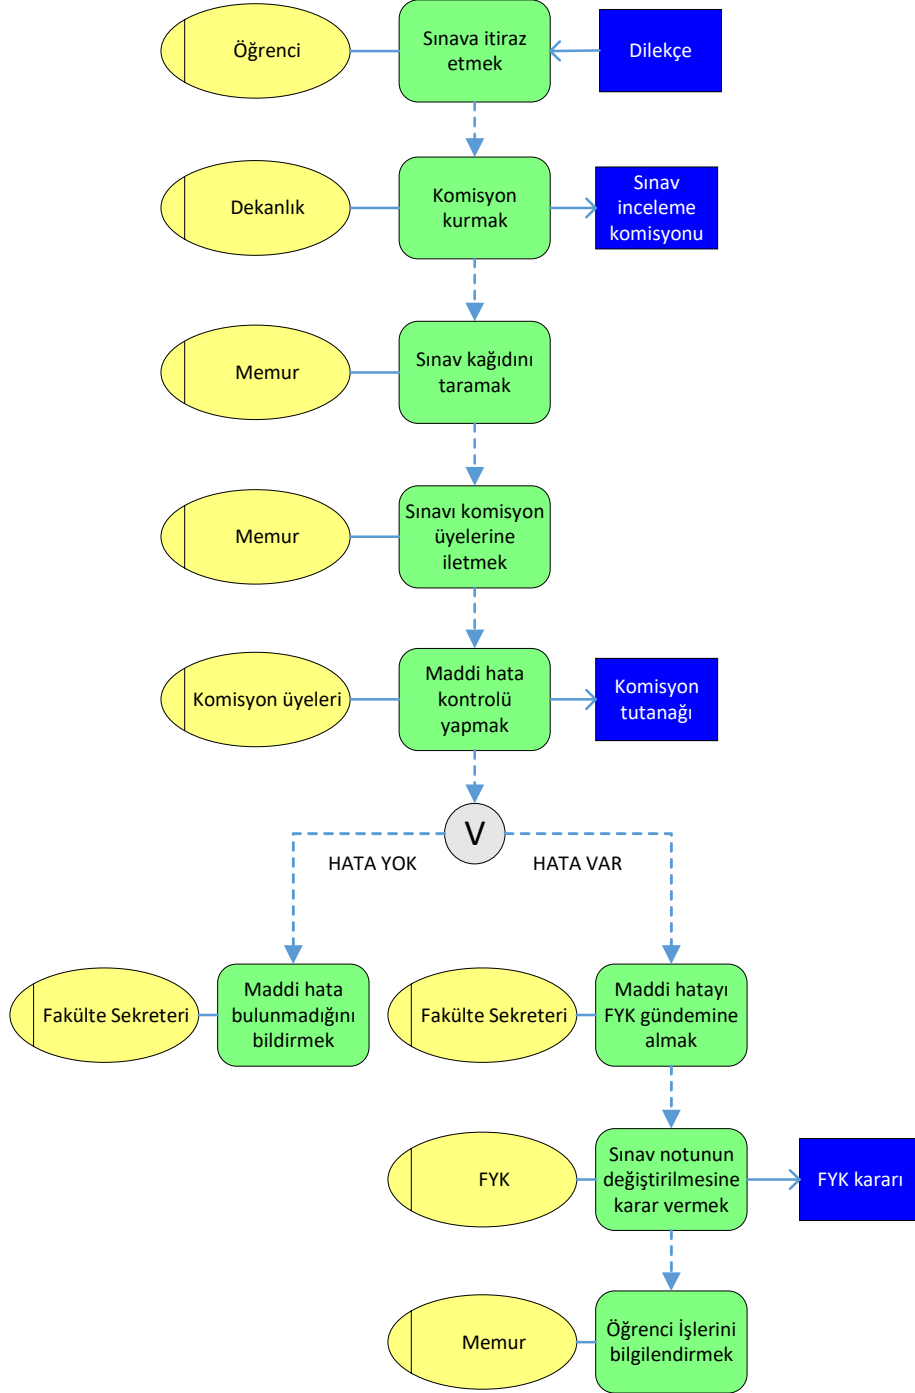 Öğrenci
Sınava itiraz
etmek
Dilekçe
Dekanlık
Komisyon
kurmak
Sınav
inceleme
komisyonu
Memur
Sınav kağıdını
taramak
Memur
Sınavı komisyon
üyelerine
iletmek
Komisyon üyeleri
Maddi hata
kontrolü
yapmak
Komisyon
tutanağı
V
HATA YOK
HATA VAR
Fakülte Sekreteri
Maddi hata
bulunmadığını
bildirmek
Fakülte Sekreteri
Maddi hatayı
FYK gündemine
almak
FYK
Sınav notunun
değiştirilmesine
karar vermek
FYK kararı
Memur
Öğrenci İşlerini
bilgilendirmek